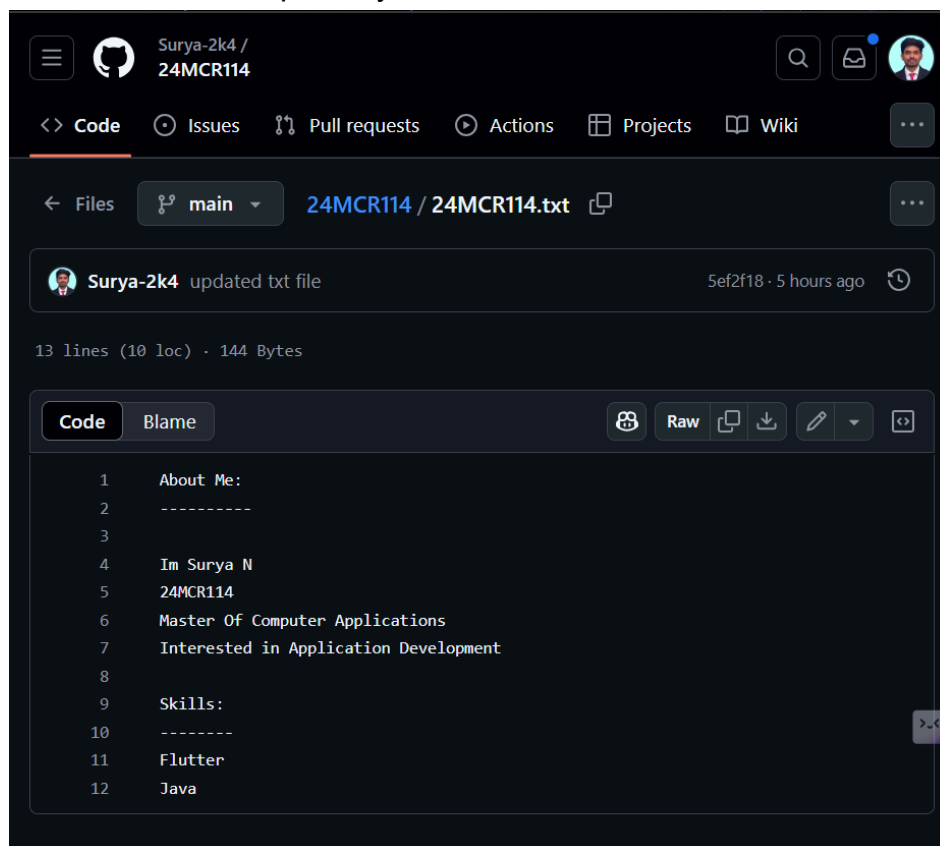 Surya-2k4 /
24MCR114
Code Issues Pull requests Actions Projects Wiki
Files main 24MCR114 / 24MCR114.txt
Surya-2k4 updated txt file 5ef2f18 · 5 hours ago
13 lines (10 loc) · 144 Bytes
Code Blame Raw
1 About Me:
2 ----------
3
4 Im Surya N
5 24MCR114
6 Master Of Computer Applications
7 Interested in Application Development
8
9 Skills:
10 --------
11 Flutter
12 Java